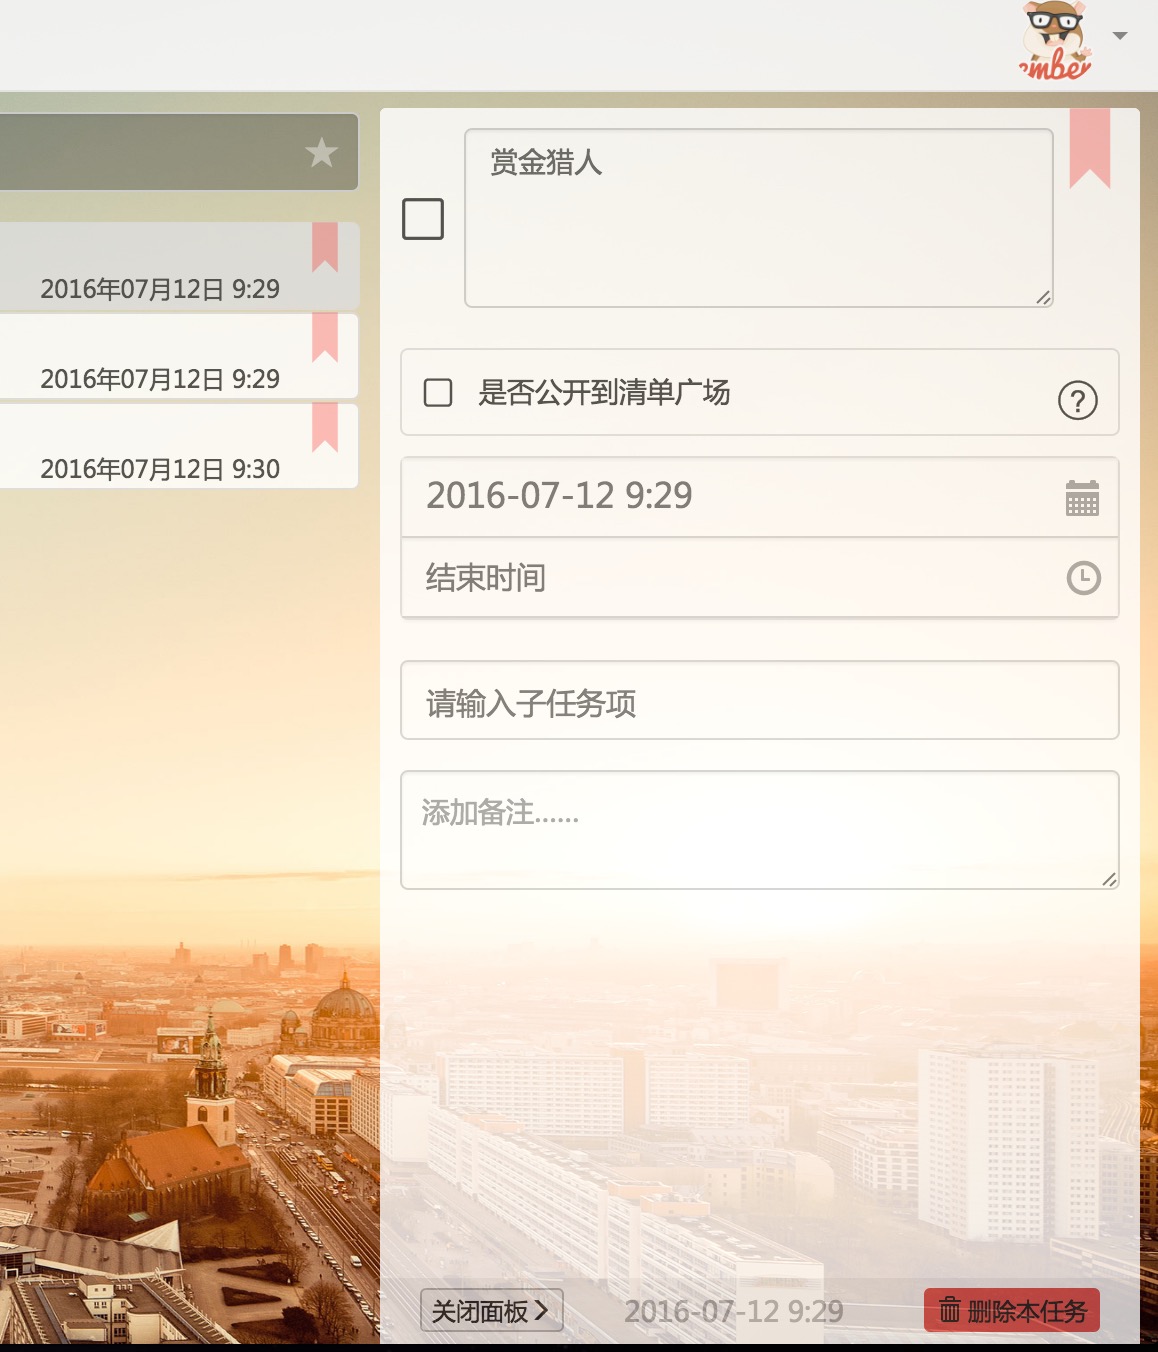 ember
2016年07月12日 9:29
2016年07月12日 9:29
2016年07月12日 9:30
赏金猎人
是否公开到清单广场
?
2016-07-12 9:29
结束时间
请输入子任务项
添加备注......
关闭面板
2016-07-12 9:29
删除本任务